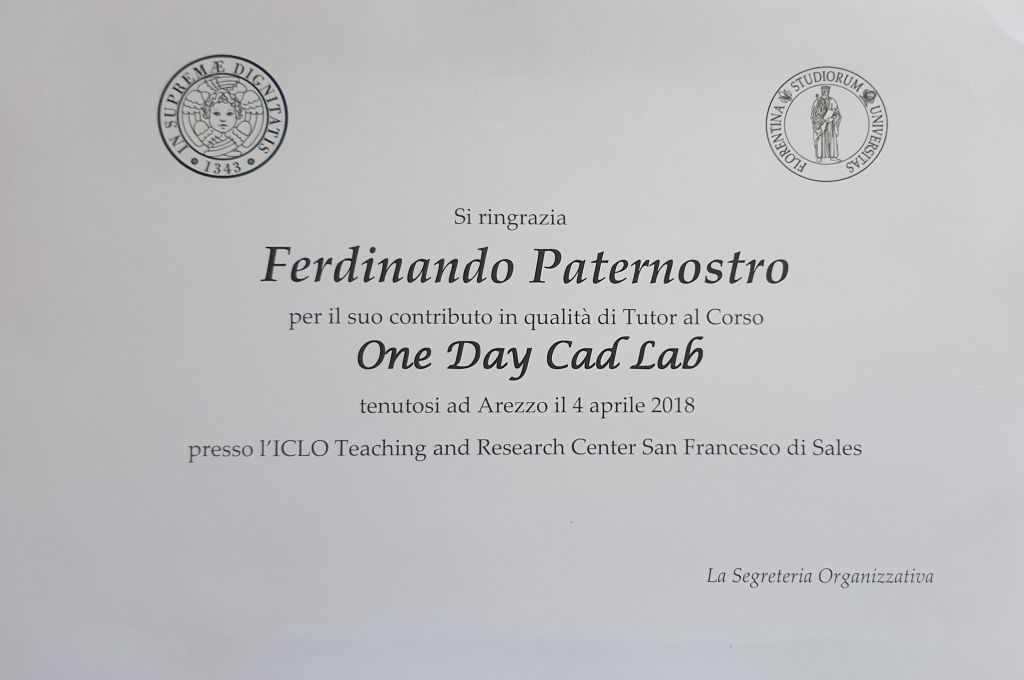 IN SUPREMÆ DIGNITATIS
1343
FLORENTINA STUDIORUM UNIVERSITAS
Si ringrazia
Ferdinando Paternostro
per il suo contributo in qualità di Tutor al Corso
One Day Cad Lab
tenutosi ad Arezzo il 4 aprile 2018
presso l'ICLO Teaching and Research Center San Francesco di Sales
La Segreteria Organizzativa